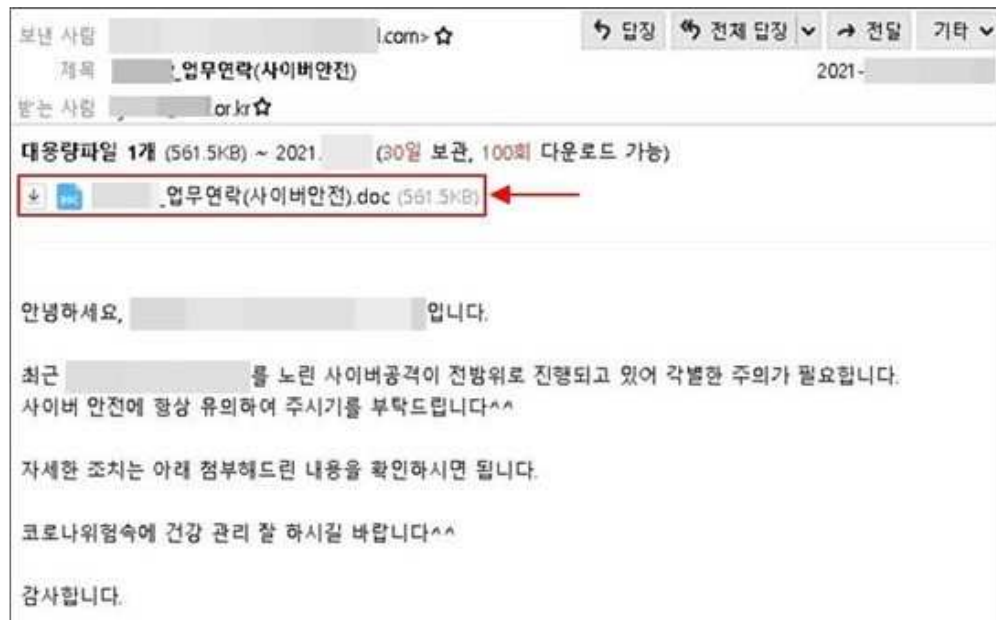 보낸 사람 l.com> ☆ 답장 전체 답장 전달 기타
제목 _업무연락(사이버안전) 2021-
받는 사람 or.kr ☆
대용량파일 1개 (561.5KB) ~ 2021. (30일 보관, 100회 다운로드 가능)
_업무연락(사이버안전).doc (561.5KB)
안녕하세요, 입니다.
최근 를 노린 사이버공격이 전방위로 진행되고 있어 각별한 주의가 필요합니다.
사이버 안전에 항상 유의하여 주시기를 부탁드립니다^^
자세한 조치는 아래 첨부해드린 내용을 확인하시면 됩니다.
코로나위험속에 건강 관리 잘 하시길 바랍니다^^
감사합니다.